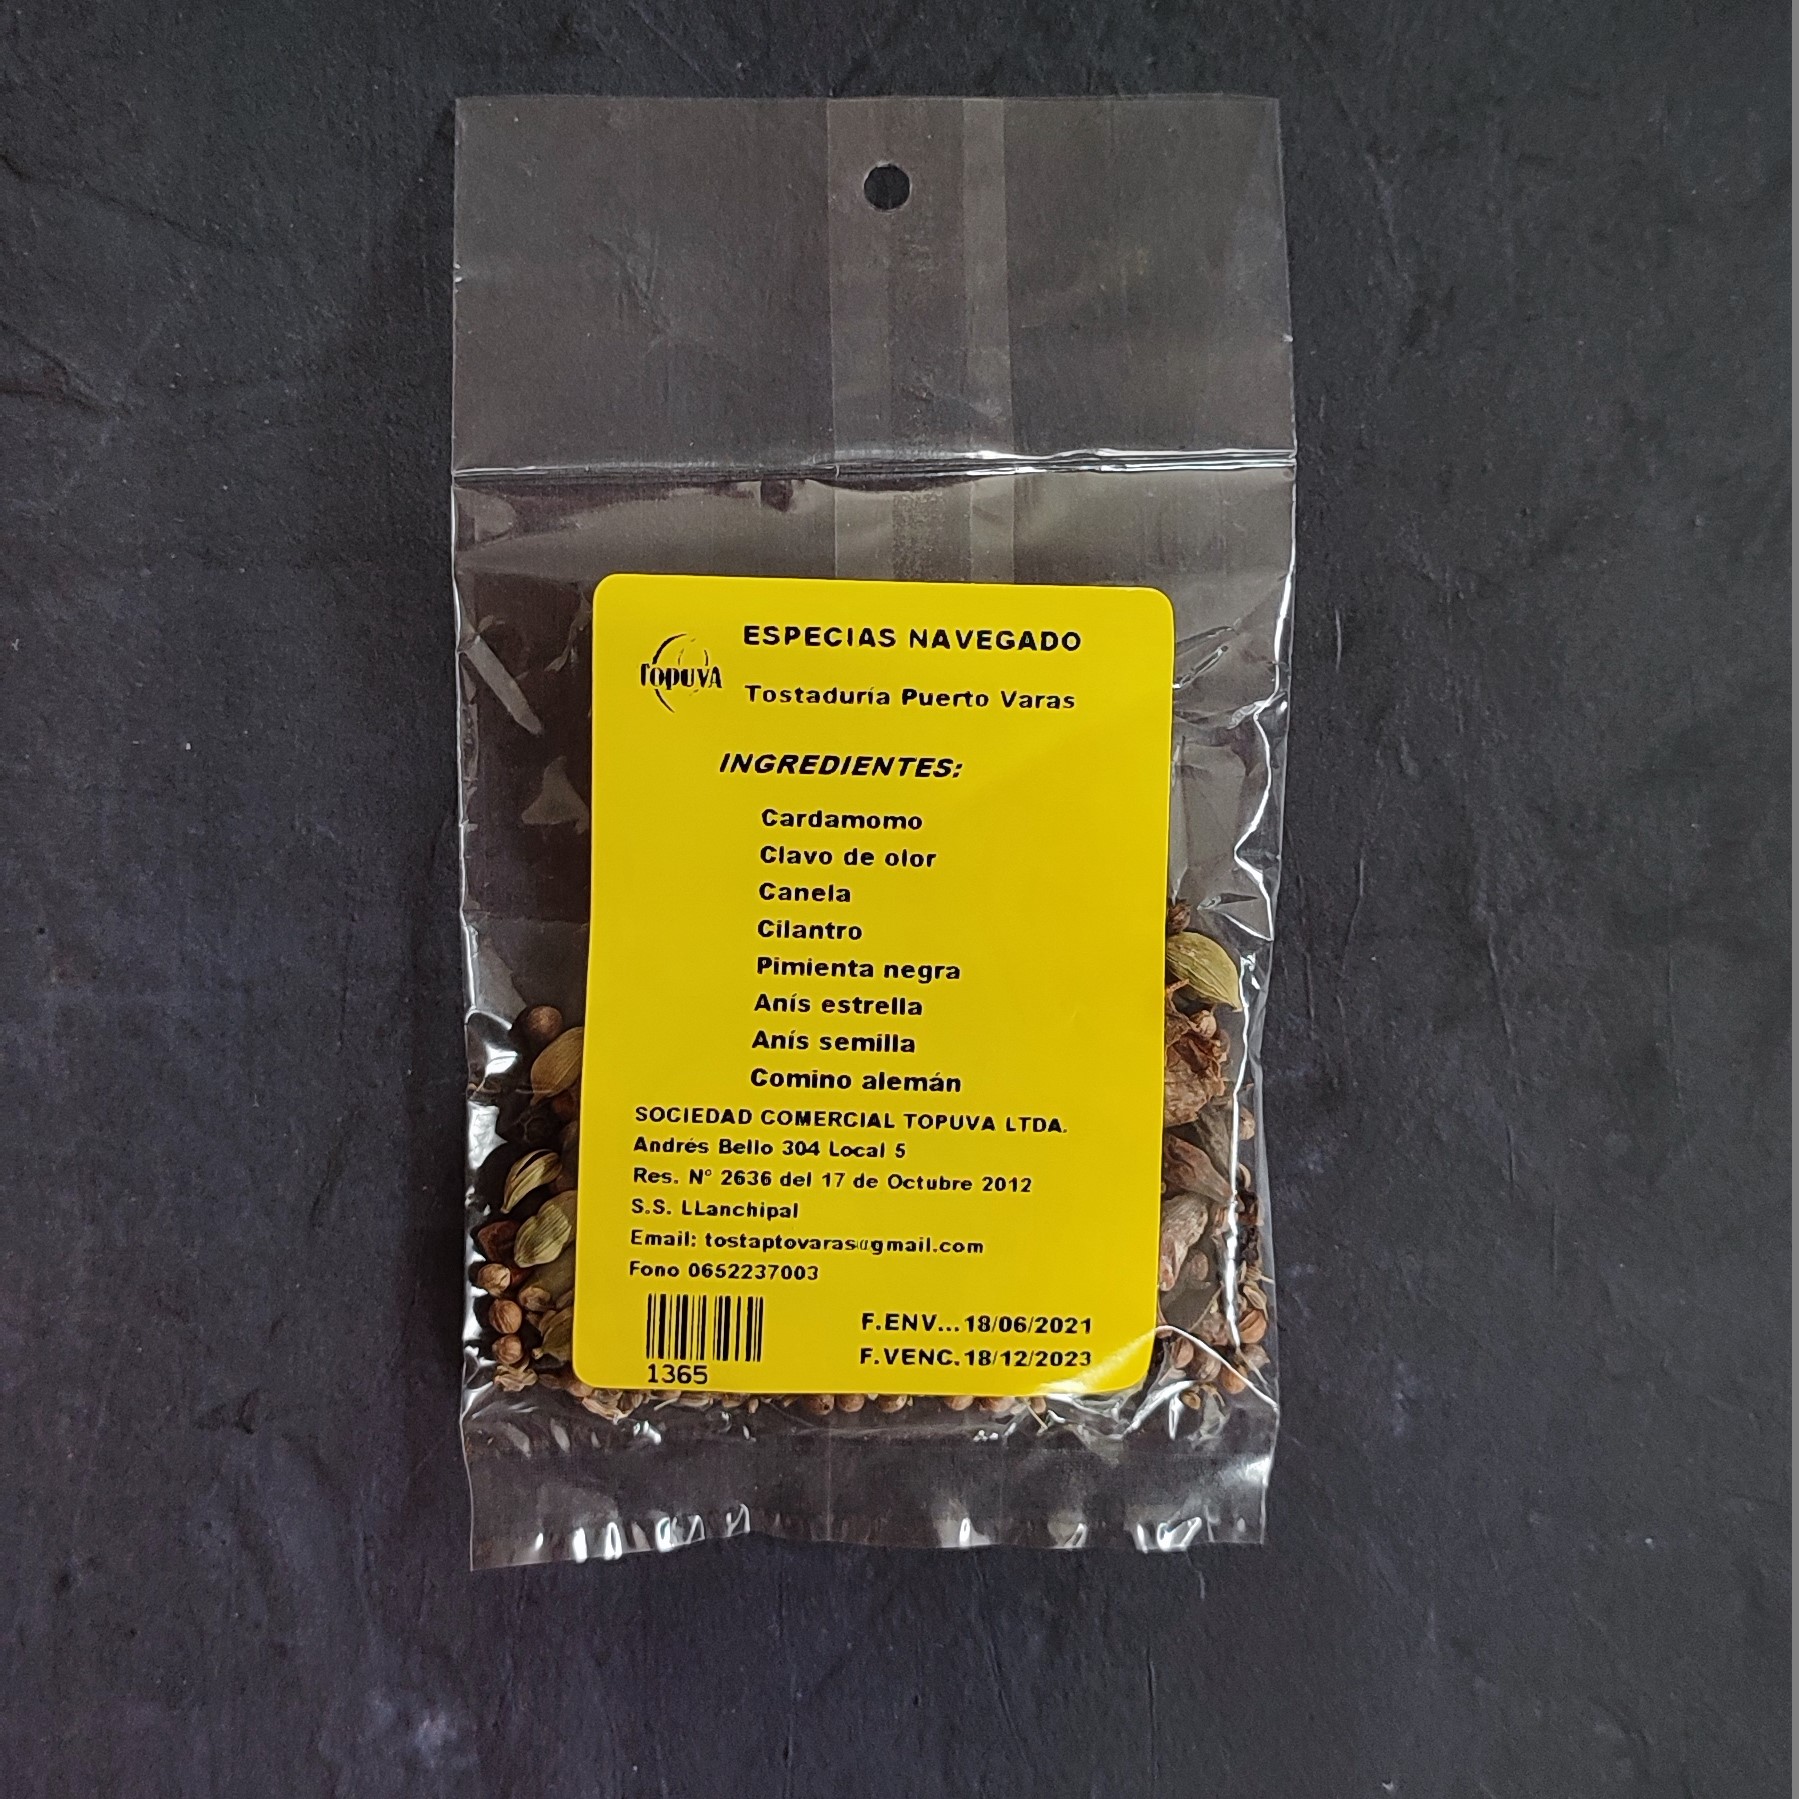 ESPECIAS NAVEGADO
TOPUVA
Tostaduría Puerto Varas
INGREDIENTES:
Cardamomo
Clavo de olor
Canela
Cilantro
Pimienta negra
Anís estrella
Anís semilla
Comino alemán
SOCIEDAD COMERCIAL TOPUVA LTDA.
Andrés Bello 304 Local 5
Res. N° 2636 del 17 de Octubre 2012
S.S. LLanchipal
Email: tostaptovaras@gmail.com
Fono 0652237003
F.ENV...18/06/2021
F.VENC.18/12/2023
1365